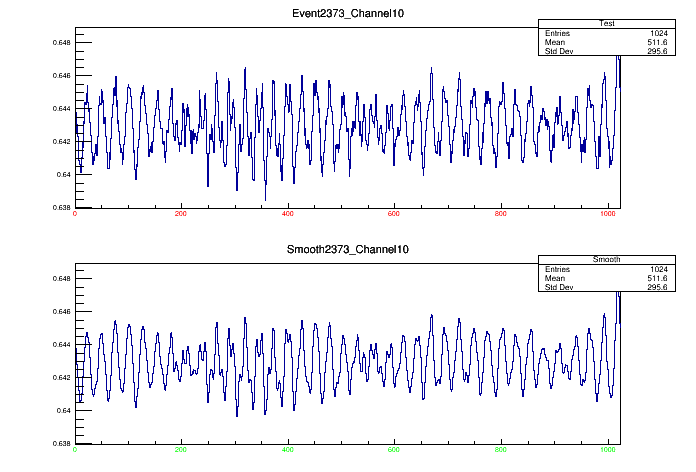 Event2373_Channel10
Test
Entries 1024
Mean 511.6
Std Dev 295.6
0.648
0.646
0.644
0.642
0.64
0.638
0 200 400 600 800 1000
Smooth2373_Channel10
Smooth
Entries 1024
Mean 511.6
Std Dev 295.6
0.648
0.646
0.644
0.642
0.64
0.638
0 200 400 600 800 1000